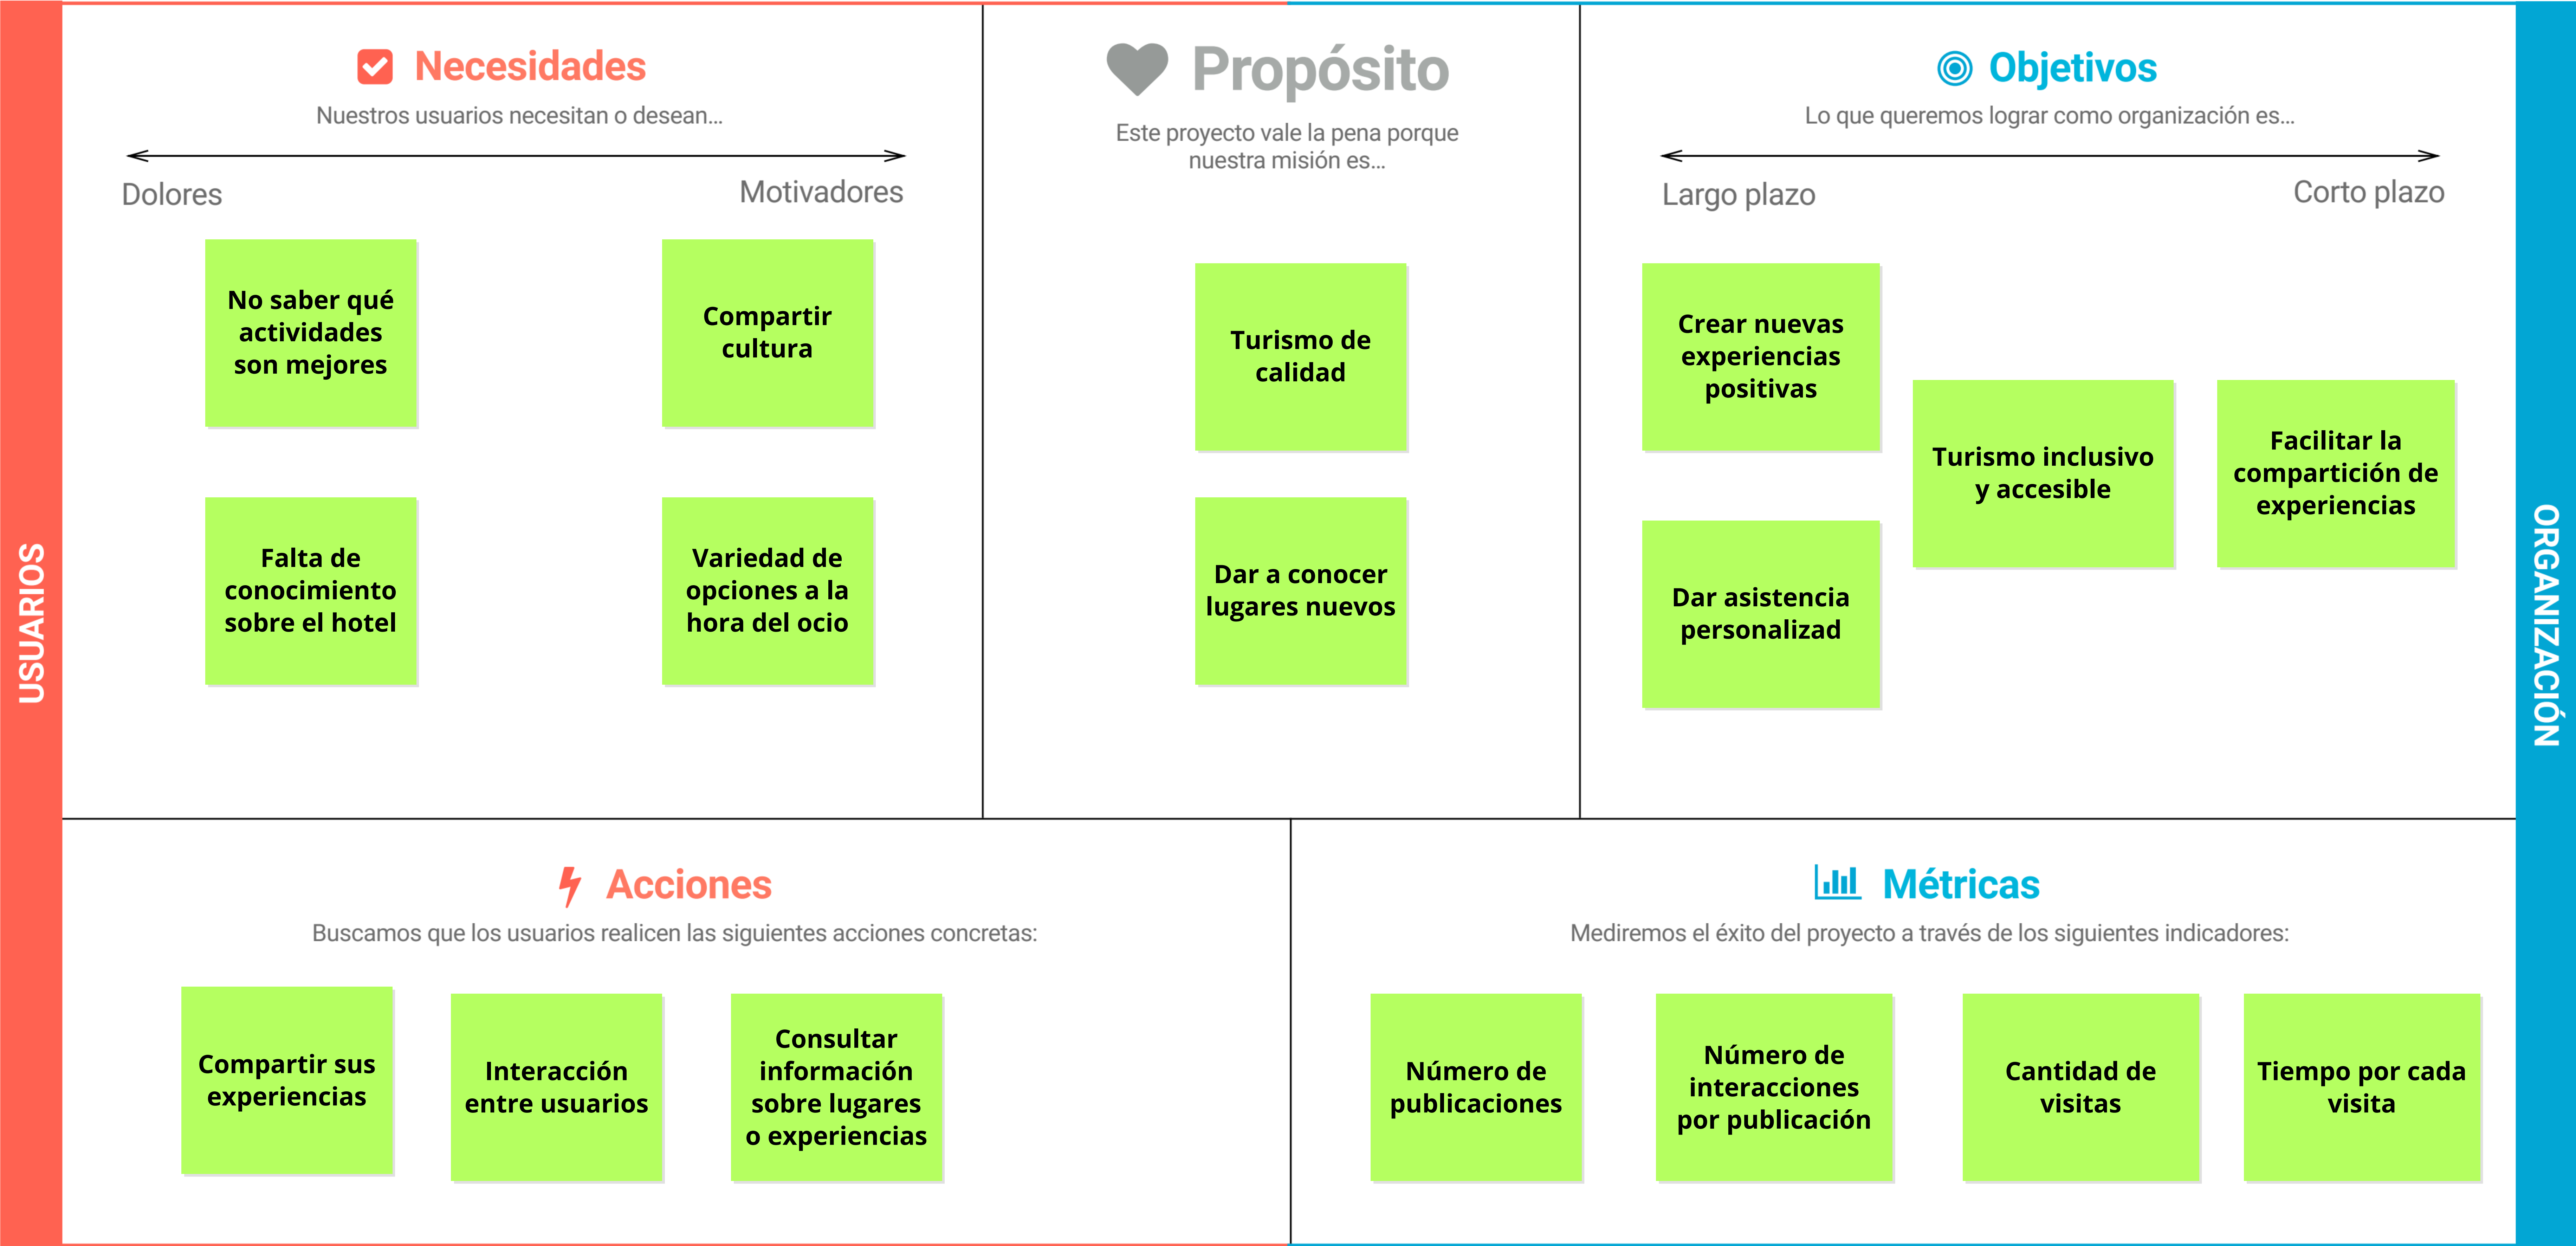 USUARIOS
Necesidades
Nuestros usuarios necesitan o desean...
Dolores
Motivadores
No saber qué
actividades
son mejores
Compartir
cultura
Falta de
conocimiento
sobre el hotel
Variedad de
opciones a la
hora del ocio
Propósito
Este proyecto vale la pena porque
nuestra misión es...
Turismo de
calidad
Dar a conocer
lugares nuevos
Objetivos
Lo que queremos lograr como organización es...
Largo plazo
Corto plazo
Crear nuevas
experiencias
positivas
Turismo inclusivo
y accesible
Facilitar la
compartición de
experiencias
Dar asistencia
personalizad
ORGANIZACIÓN
Acciones
Buscamos que los usuarios realicen las siguientes acciones concretas:
Compartir sus
experiencias
Interacción
entre usuarios
Consultar
información
sobre lugares
o experiencias
Métricas
Mediremos el éxito del proyecto a través de los siguientes indicadores:
Número de
publicaciones
Número de
interacciones
por publicación
Cantidad de
visitas
Tiempo por cada
visita